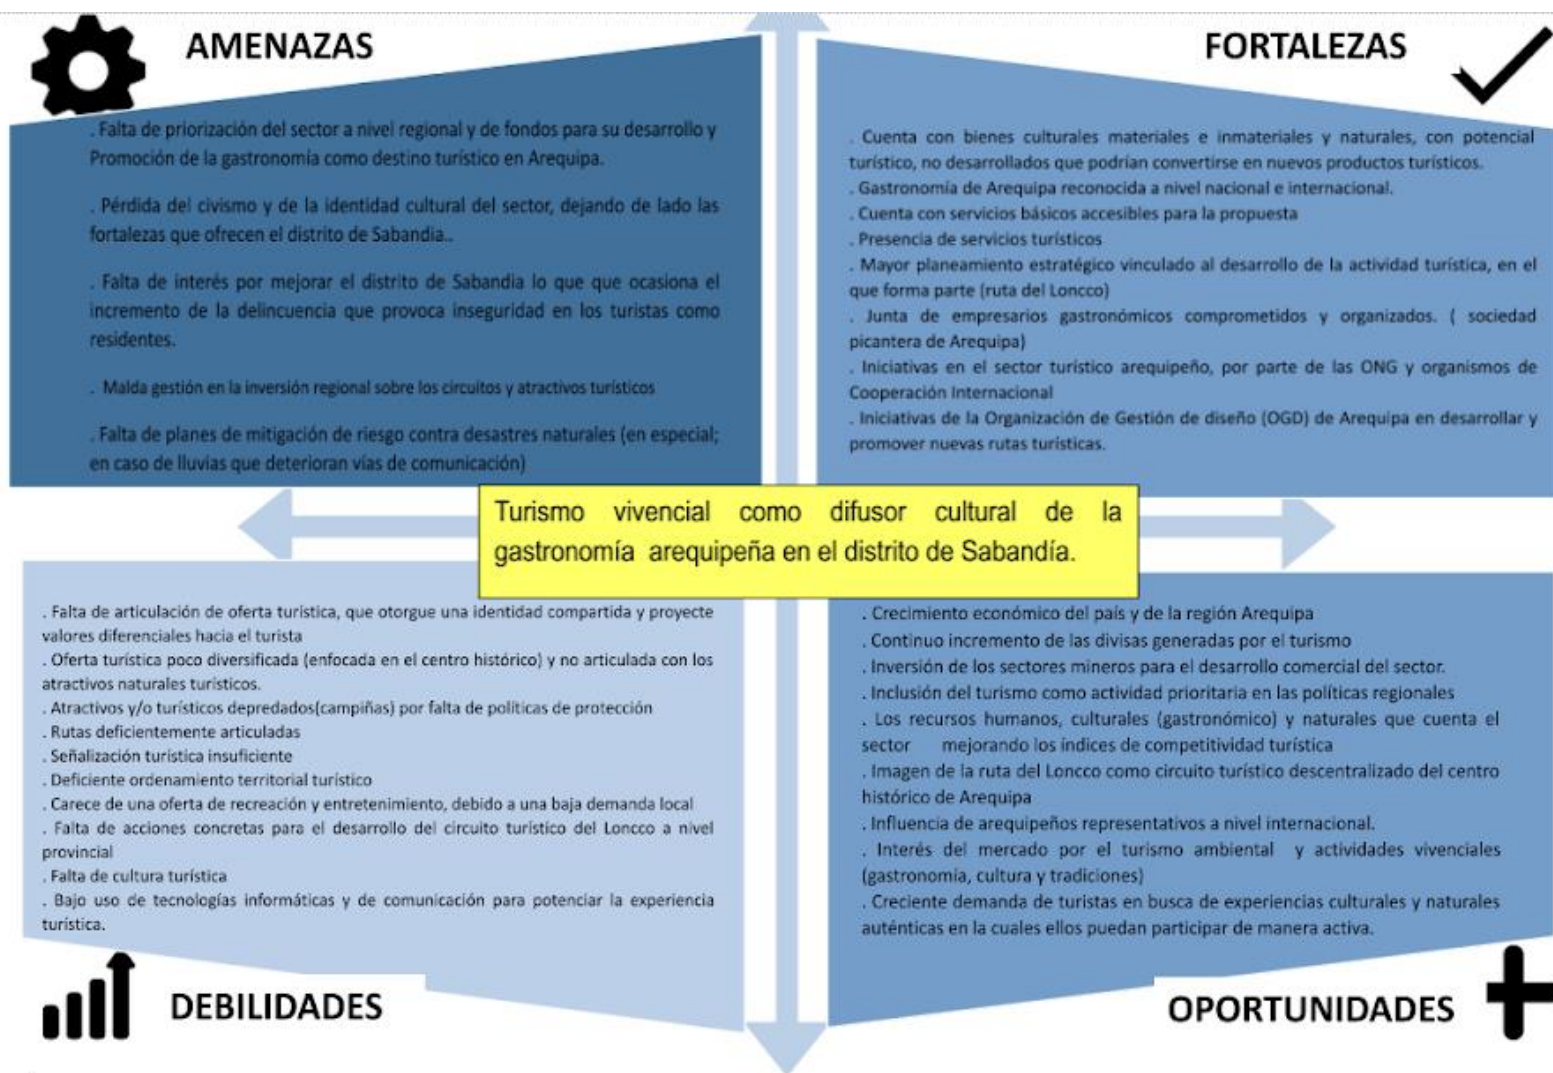 AMENAZAS
. Falta de priorización del sector a nivel regional y de fondos para su desarrollo y
Promoción de la gastronomía como destino turístico en Arequipa.
. Pérdida del civismo y de la identidad cultural del sector, dejando de lado las
fortalezas que ofrecen el distrito de Sabandia..
. Falta de interés por mejorar el distrito de Sabandia lo que que ocasiona el
incremento de la delincuencia que provoca inseguridad en los turistas como
residentes.
. Malda gestión en la inversión regional sobre los circuitos y atractivos turísticos
. Falta de planes de mitigación de riesgo contra desastres naturales (en especial;
en caso de lluvias que deterioran vías de comunicación)
FORTALEZAS
. Cuenta con bienes culturales materiales e inmateriales y naturales, con potencial
turístico, no desarrollados que podrían convertirse en nuevos productos turísticos.
. Gastronomía de Arequipa reconocida a nivel nacional e internacional.
. Cuenta con servicios básicos accesibles para la propuesta
. Presencia de servicios turísticos
. Mayor planeamiento estratégico vinculado al desarrollo de la actividad turística, en el
que forma parte (ruta del Loncco)
. Junta de empresarios gastronómicos comprometidos y organizados. ( sociedad
picantera de Arequipa)
. Iniciativas en el sector turístico arequipeño, por parte de las ONG y organismos de
Cooperación Internacional
. Iniciativas de la Organización de Gestión de diseño (OGD) de Arequipa en desarrollar y
promover nuevas rutas turísticas.
Turismo vivencial como difusor cultural de la
gastronomía arequipeña en el distrito de Sabandía.
. Falta de articulación de oferta turística, que otorgue una identidad compartida y proyecte
valores diferenciales hacia el turista
. Oferta turística poco diversificada (enfocada en el centro histórico) y no articulada con los
atractivos naturales turísticos.
. Atractivos y/o turísticos depredados(campiñas) por falta de políticas de protección
. Rutas deficientemente articuladas
. Señalización turística insuficiente
. Deficiente ordenamiento territorial turístico
. Carece de una oferta de recreación y entretenimiento, debido a una baja demanda local
. Falta de acciones concretas para el desarrollo del circuito turístico del Loncco a nivel
provincial
. Falta de cultura turística
. Bajo uso de tecnologías informáticas y de comunicación para potenciar la experiencia
turística.
DEBILIDADES
. Crecimiento económico del país y de la región Arequipa
. Continuo incremento de las divisas generadas por el turismo
. Inversión de los sectores mineros para el desarrollo comercial del sector.
. Inclusión del turismo como actividad prioritaria en las políticas regionales
. Los recursos humanos, culturales (gastronómico) y naturales que cuenta el
sector mejorando los índices de competitividad turística
. Imagen de la ruta del Loncco como circuito turístico descentralizado del centro
histórico de Arequipa
. Influencia de arequipeños representativos a nivel internacional.
. Interés del mercado por el turismo ambiental y actividades vivenciales
(gastronomía, cultura y tradiciones)
. Creciente demanda de turistas en busca de experiencias culturales y naturales
auténticas en la cuales ellos puedan participar de manera activa.
OPORTUNIDADES